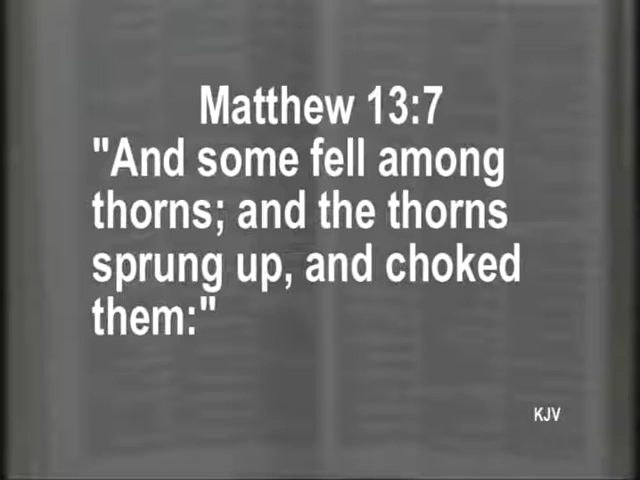 Matthew 13:7
"And some fell among
thorns; and the thorns
sprung up, and choked
them:"
KJV